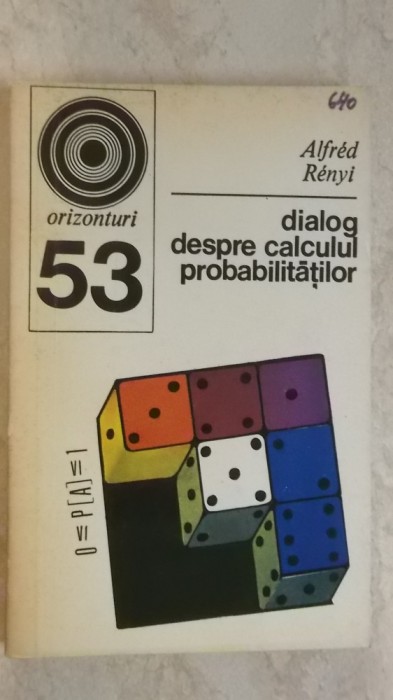 640
Alfréd
Rényi
orizonturi
53
dialog
despre calculul
probabilităţilor
0 ≤ P[A] ≤ 1